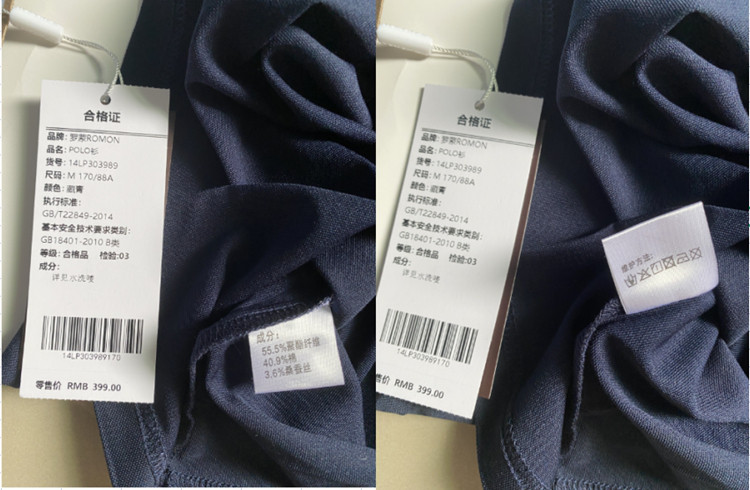 合格证
品牌: 罗蒙ROMON
品名: POLO衫
货号: 14LP303989
尺码: M 170/88A
颜色: 藏青
执行标准:
GB/T22849-2014
基本安全技术要求类别:
GB18401-2010 B类
等级: 合格品 检验:03
成分:
详见水洗唛
14LP303989170
零售价 RMB 399.00
成分：
55.5%聚酯纤维
40.9%棉
3.6%桑蚕丝
合格证
品牌: 罗蒙ROMON
品名: POLO衫
货号: 14LP303989
尺码: M 170/88A
颜色: 藏青
执行标准:
GB/T22849-2014
基本安全技术要求类别:
GB18401-2010 B类
等级: 合格品 检验:03
成分:
详见水洗唛
14LP303989170
零售价 RMB 399.00
维护方法：